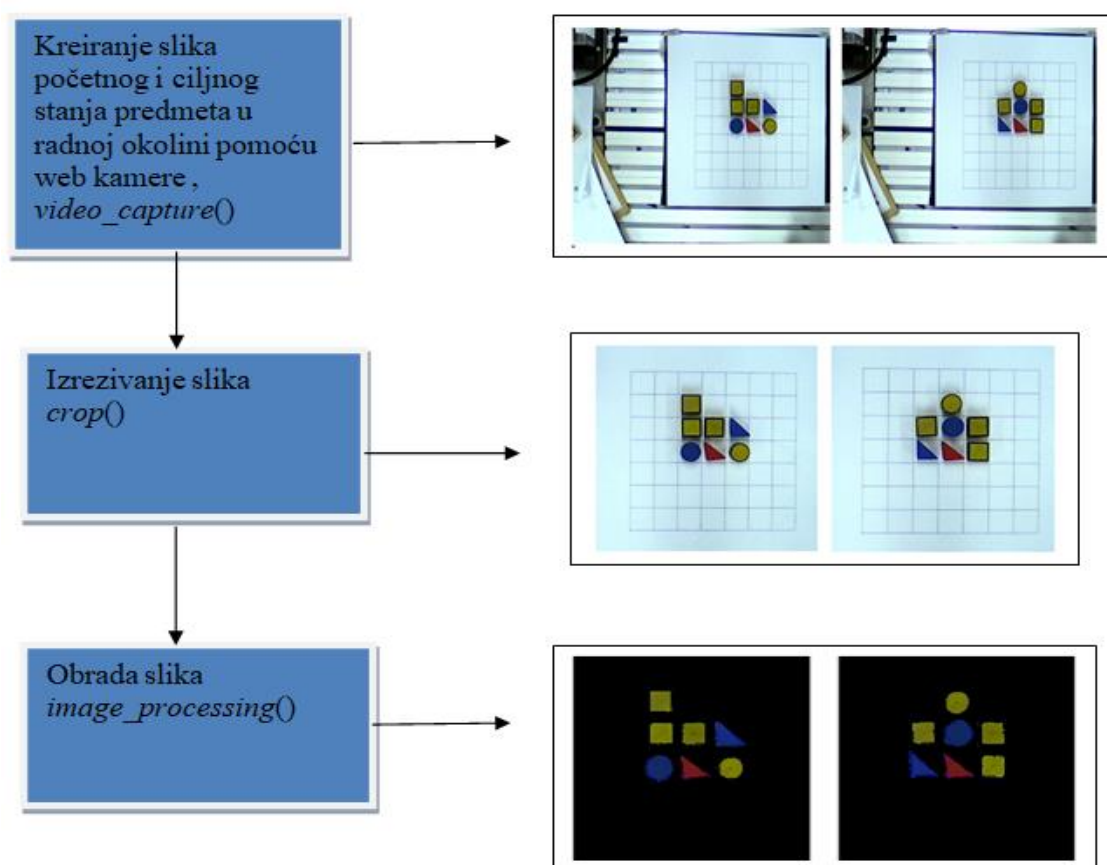 Kreiranje slika
početnog i ciljnog
stanja predmeta u
radnoj okolini pomoću
web kamere ,
video_capture()
Izrezivanje slika
crop()
Obrada slika
image_processing()